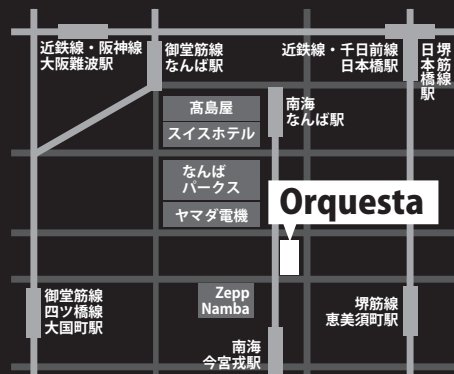 近鉄線・阪神線
大阪難波駅
御堂筋線
なんば駅
近鉄線・千日前線
日本橋駅
堺筋線
日本橋駅
髙島屋
スイスホテル
南海
なんば駅
なんば
パークス
ヤマダ電機
Orquesta
御堂筋線
四ツ橋線
大国町駅
Zepp
Namba
堺筋線
恵美須町駅
南海
今宮戎駅